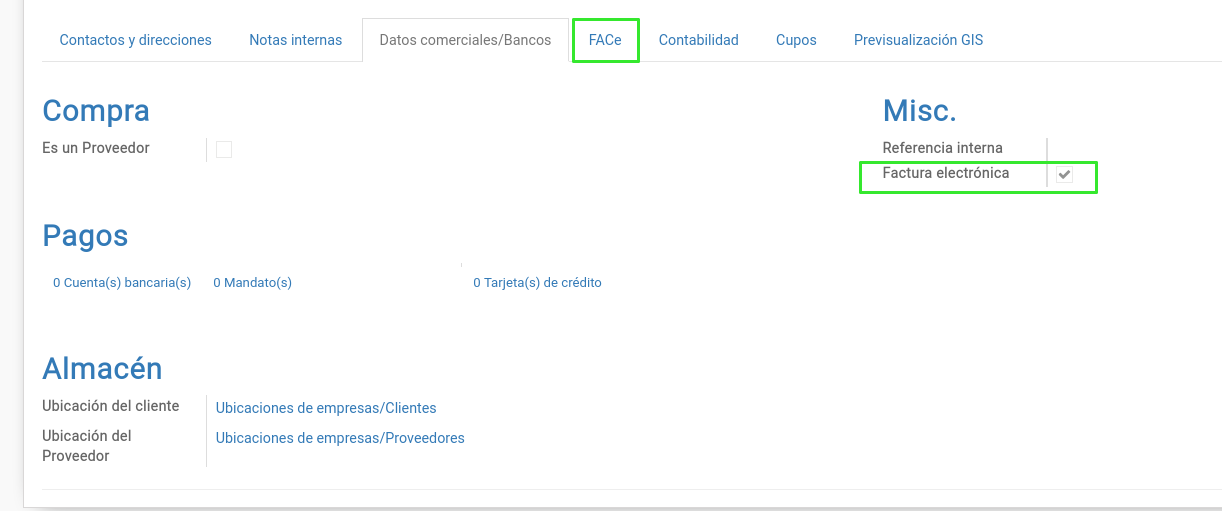 Contactos y direcciones Notas internas Datos comerciales/Bancos FACe Contabilidad Cupos Previsualización GIS
Compra
Es un Proveedor
Misc.
Referencia interna
Factura electrónica
Pagos
0 Cuenta(s) bancaria(s) 0 Mandato(s) 0 Tarjeta(s) de crédito
Almacén
Ubicación del cliente Ubicaciones de empresas/Clientes
Ubicación del Proveedor Ubicaciones de empresas/Proveedores